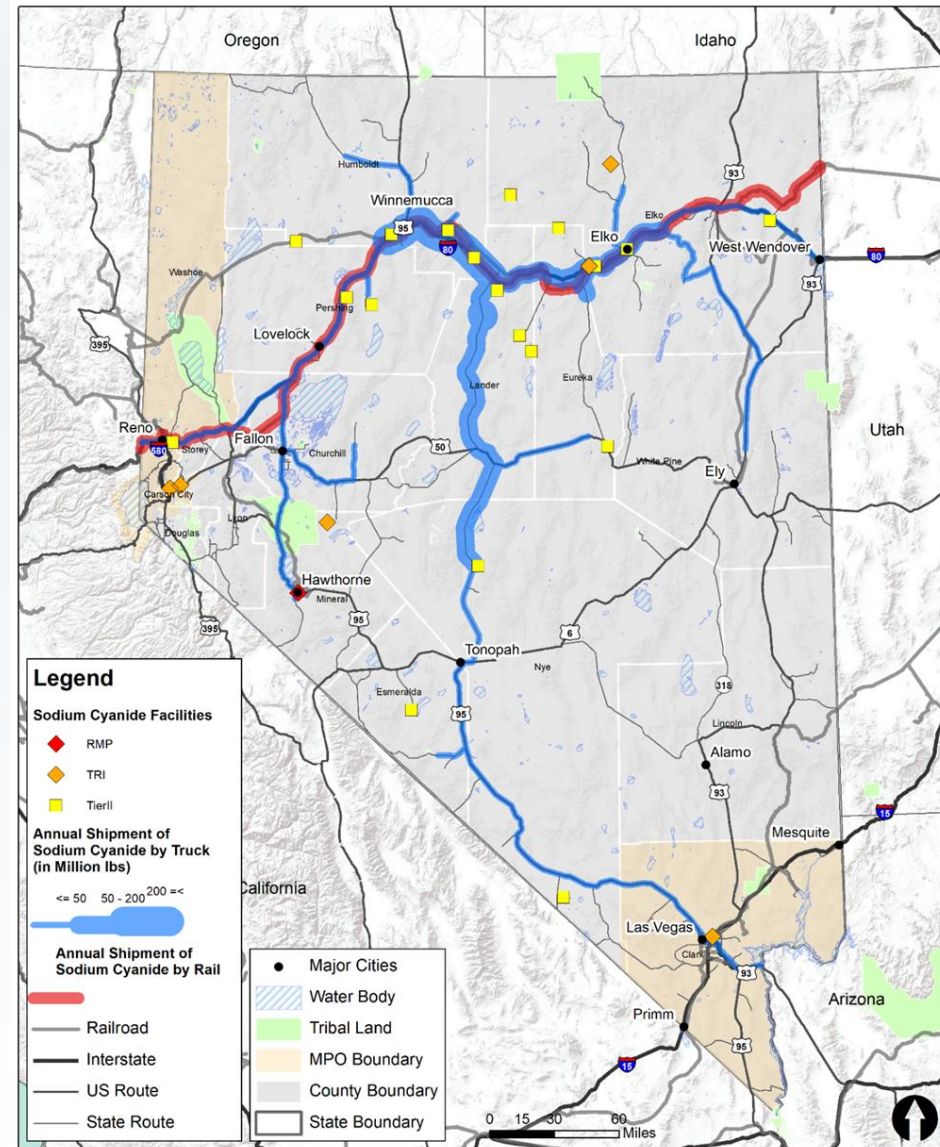 Oregon
Idaho
93
Humboldt
Winnemucca
95
80
Elko
Elko
West Wendover
80
93
Washoe
Pershing
Lovelock
395
Lander
Eureka
Utah
Reno
580
Storey
Fallon
Churchill
50
White Pine
Ely
Carson City
Lyon
Douglas
Hawthorne
Mineral
95
395
6
Tonopah
Nye
Esmeralda
95
318
Lincoln
Alamo
93
Mesquite
15
California
Las Vegas
Clark
93
Arizona
Primm
95
15
Legend
Sodium Cyanide Facilities
RMP
TRI
TierII
Annual Shipment of
Sodium Cyanide by Truck
(in Million lbs)
<= 50 50 - 200 200 =<
Annual Shipment of
Sodium Cyanide by Rail
Railroad
Interstate
US Route
State Route
Major Cities
Water Body
Tribal Land
MPO Boundary
County Boundary
State Boundary
0 15 30 60
Miles